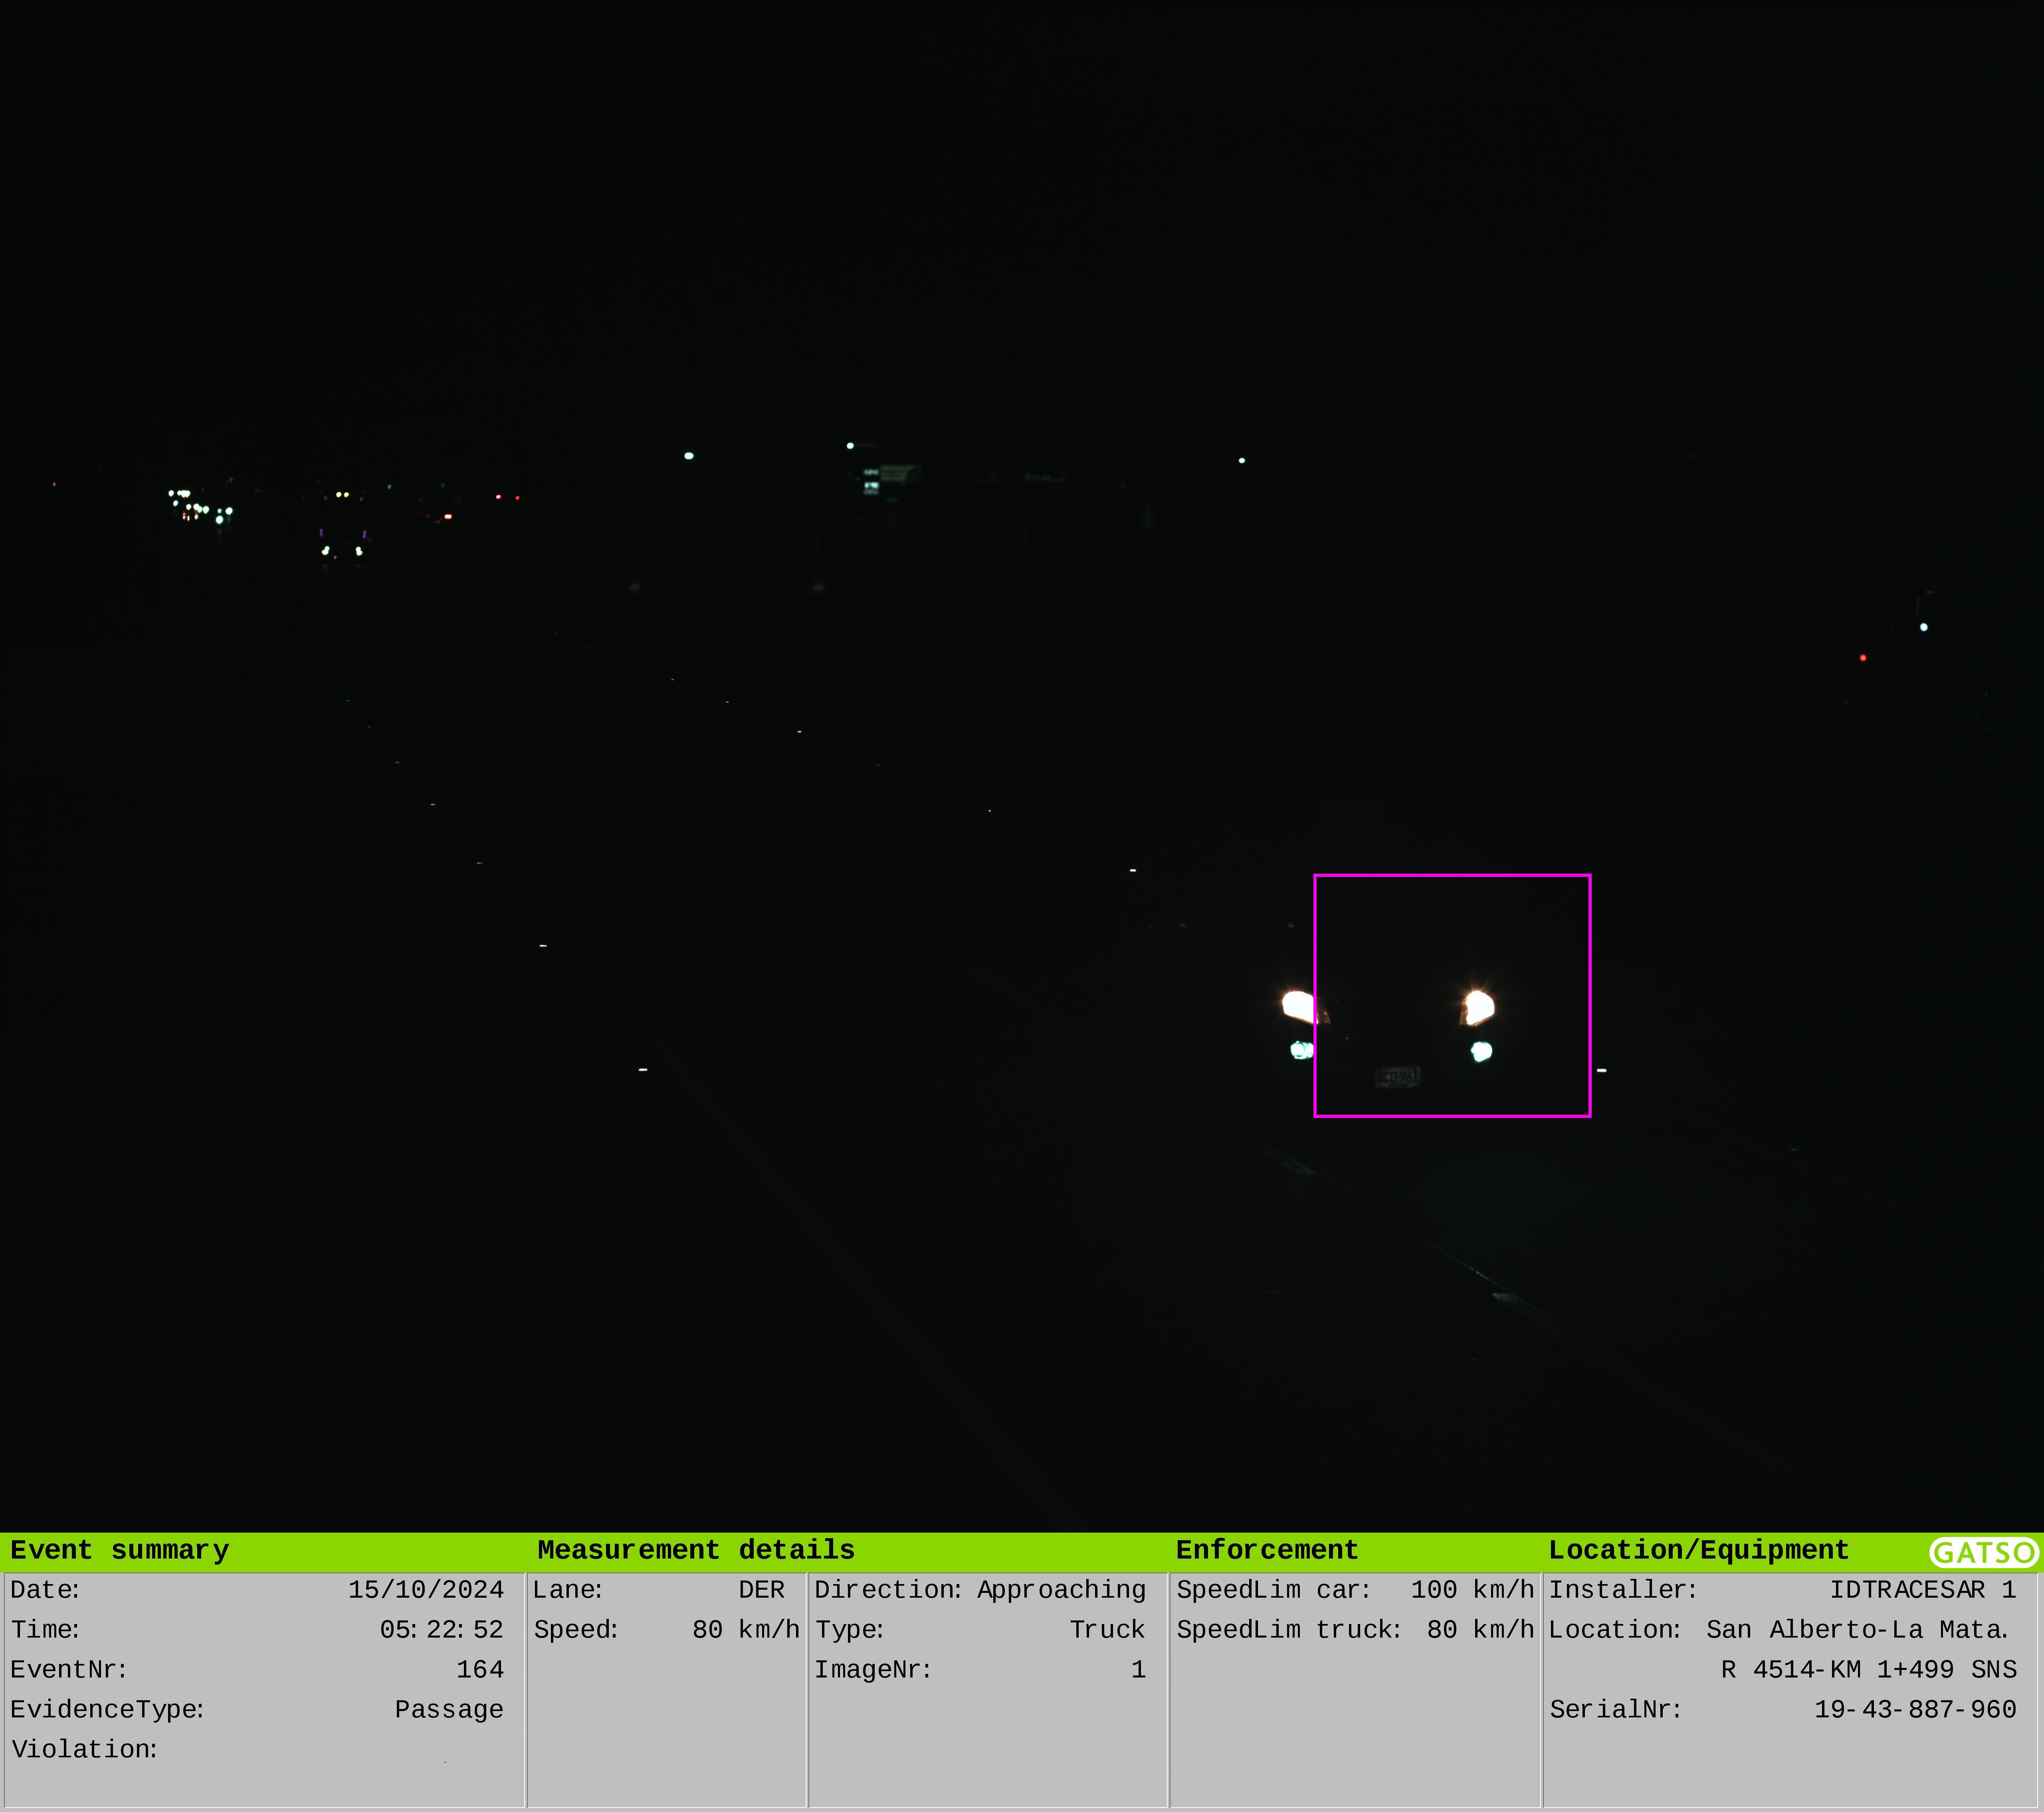 Event summary
Date: 15/10/2024
Time: 05:22:52
EventNr: 164
EvidenceType: Passage
Violation:
Measurement details
Lane: DER
Speed: 80 km/h
Direction: Approaching
Type: Truck
ImageNr: 1
Enforcement
SpeedLim car: 100 km/h
SpeedLim truck: 80 km/h
Location/Equipment
GATSO
Installer: IDTRACESAR 1
Location: San Alberto-La Mata.
R 4514-KM 1+499 SNS
SerialNr: 19-43-887-960